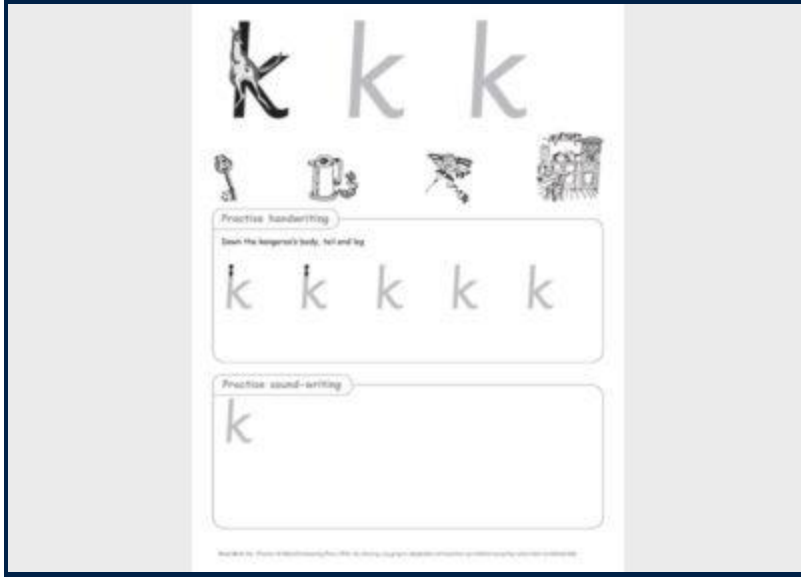 k k k
Practise handwriting
Down the kangaroo's body, tail and leg
k k k k k
Practise sound-writing
k